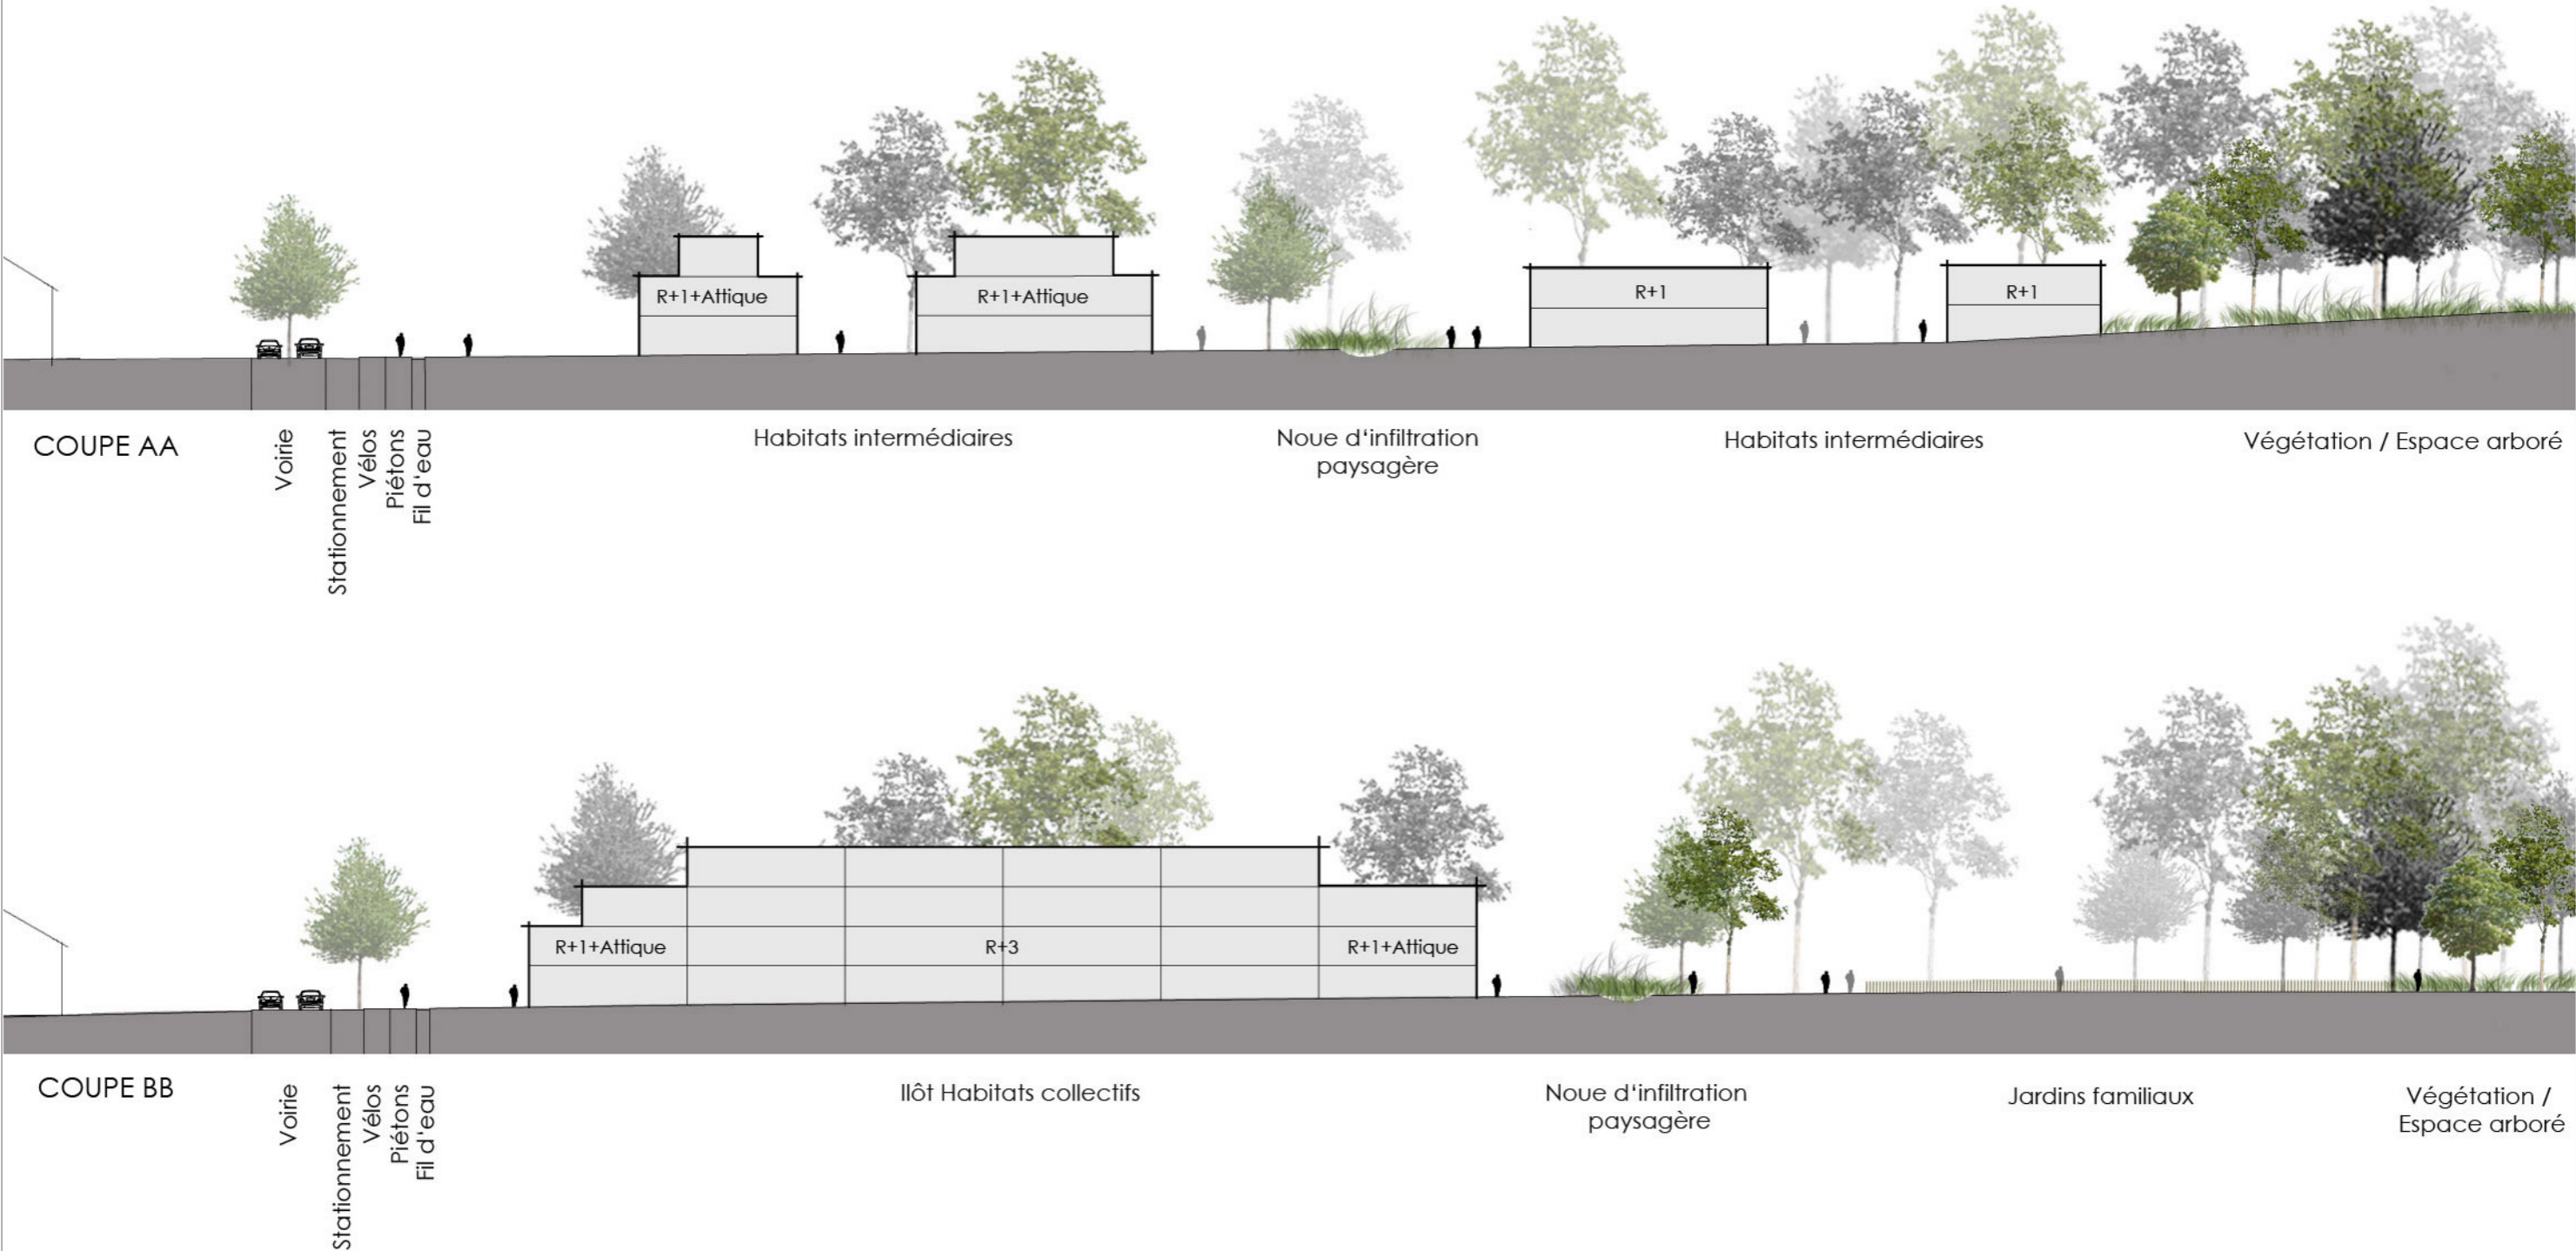 R+1+Attique
R+1+Attique
R+1
R+1
COUPE AA
Voirie
Stationnement
Vélos
Piétons
Fil d'eau
Habitats intermédiaires
Noue d'infiltration
paysagère
Habitats intermédiaires
Végétation / Espace arboré
R+1+Attique
R+3
R+1+Attique
COUPE BB
Voirie
Stationnement
Vélos
Piétons
Fil d'eau
Ilôt Habitats collectifs
Noue d'infiltration
paysagère
Jardins familiaux
Végétation /
Espace arboré